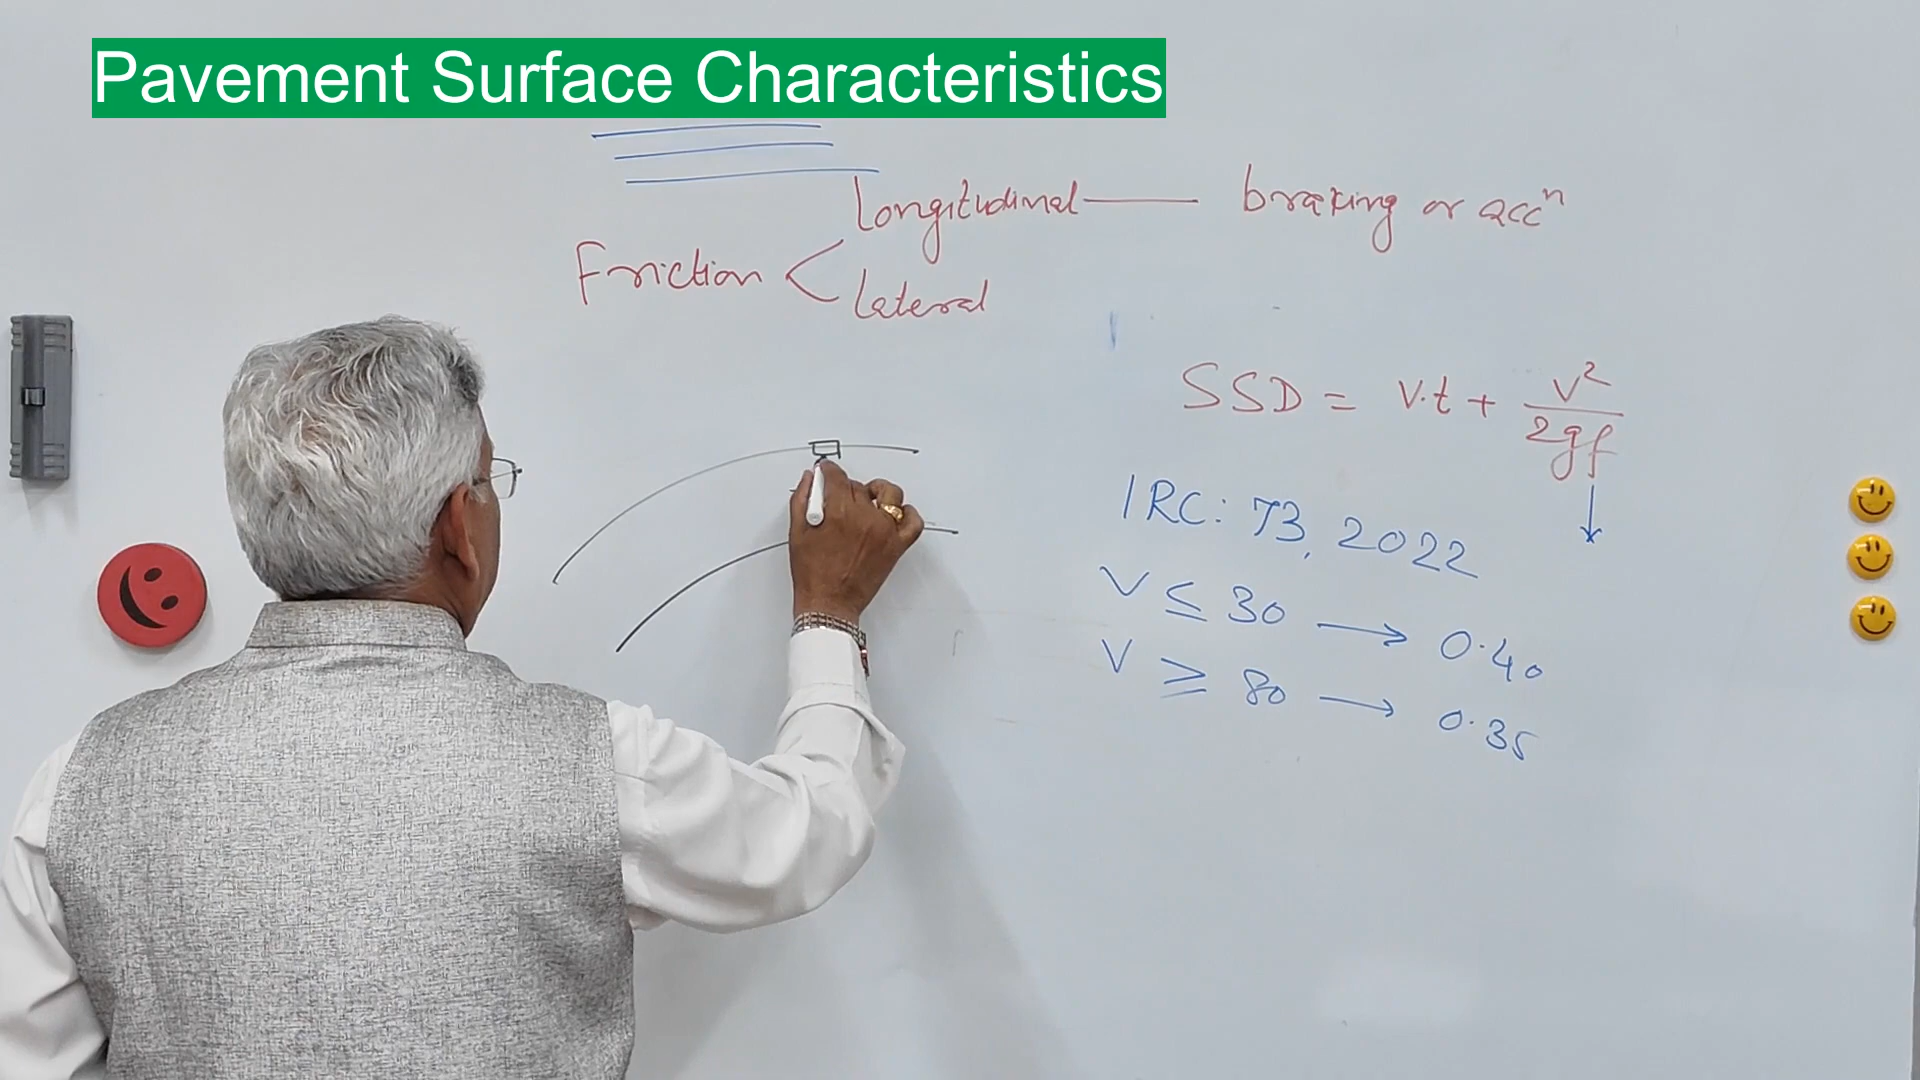 Pavement Surface Characteristics
Longitudinal —— braking or accⁿ
Friction <
Lateral
SSD = V.t + V²/2gf
IRC: 73, 2022
V ≤ 30 → 0.40
V ≥ 80 → 0.35